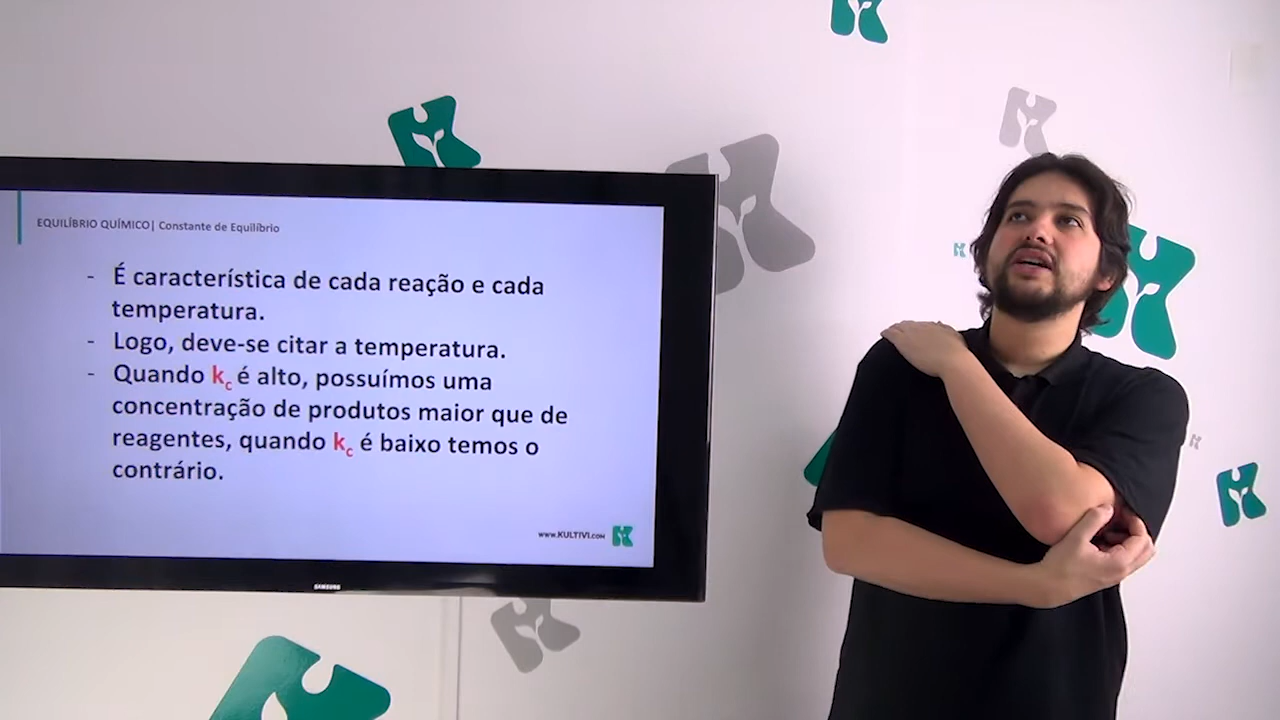 EQUILÍBRIO QUÍMICO| Constante de Equilíbrio
- É característica de cada reação e cada
temperatura.
- Logo, deve-se citar a temperatura.
- Quando kc é alto, possuímos uma
concentração de produtos maior que de
reagentes, quando kc é baixo temos o
contrário.
www.KULTIVI.com
SAMSUNG